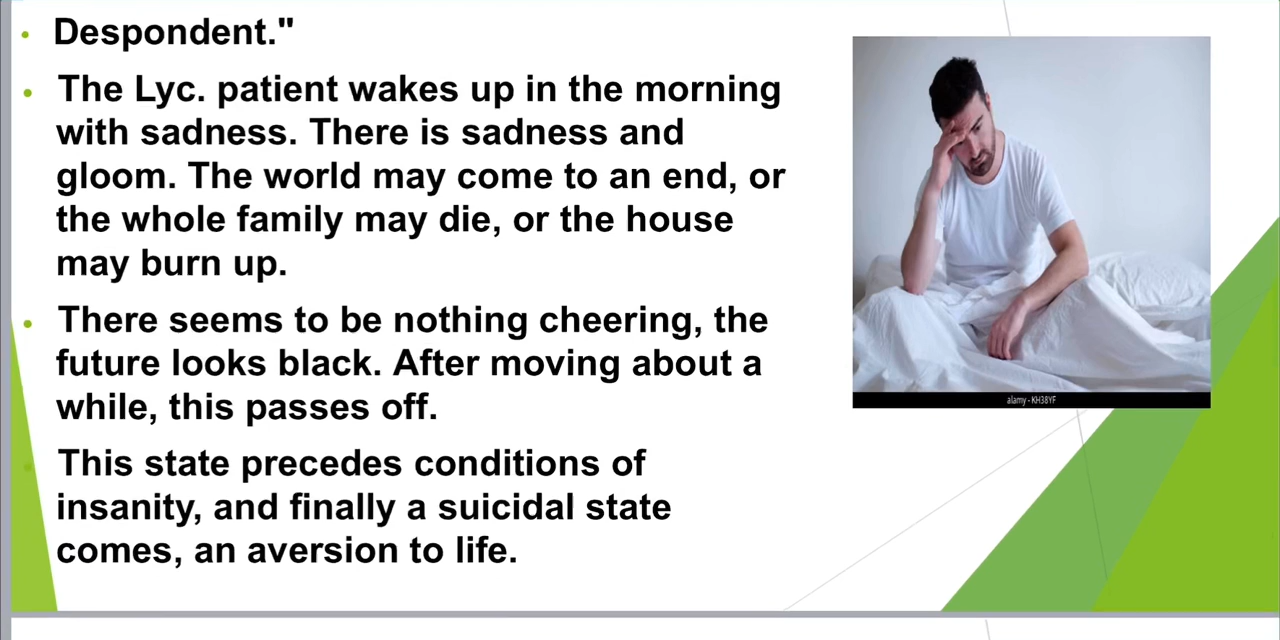 Despondent."
The Lyc. patient wakes up in the morning
with sadness. There is sadness and
gloom. The world may come to an end, or
the whole family may die, or the house
may burn up.
There seems to be nothing cheering, the
future looks black. After moving about a
while, this passes off.
This state precedes conditions of
insanity, and finally a suicidal state
comes, an aversion to life.
alamy - KH38YF